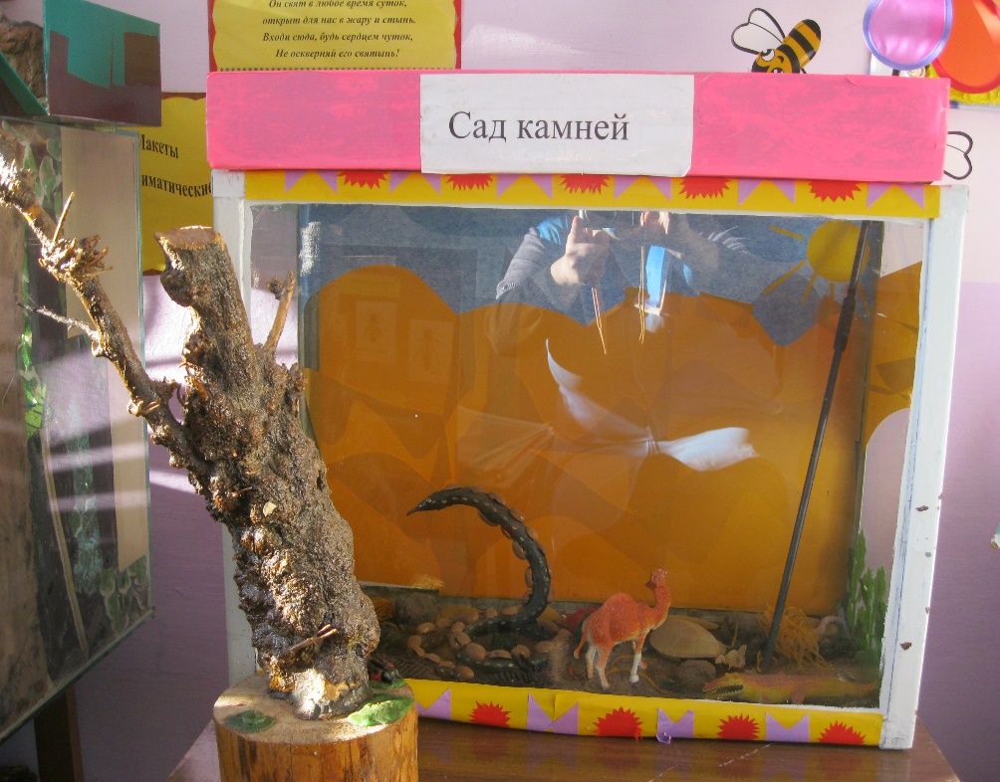 Он свят в любое время суток,
открыт для нас в жару и стынь.
Входи сюда, будь сердцем чуток,
Не оскверняй его святынь!
Сад камней